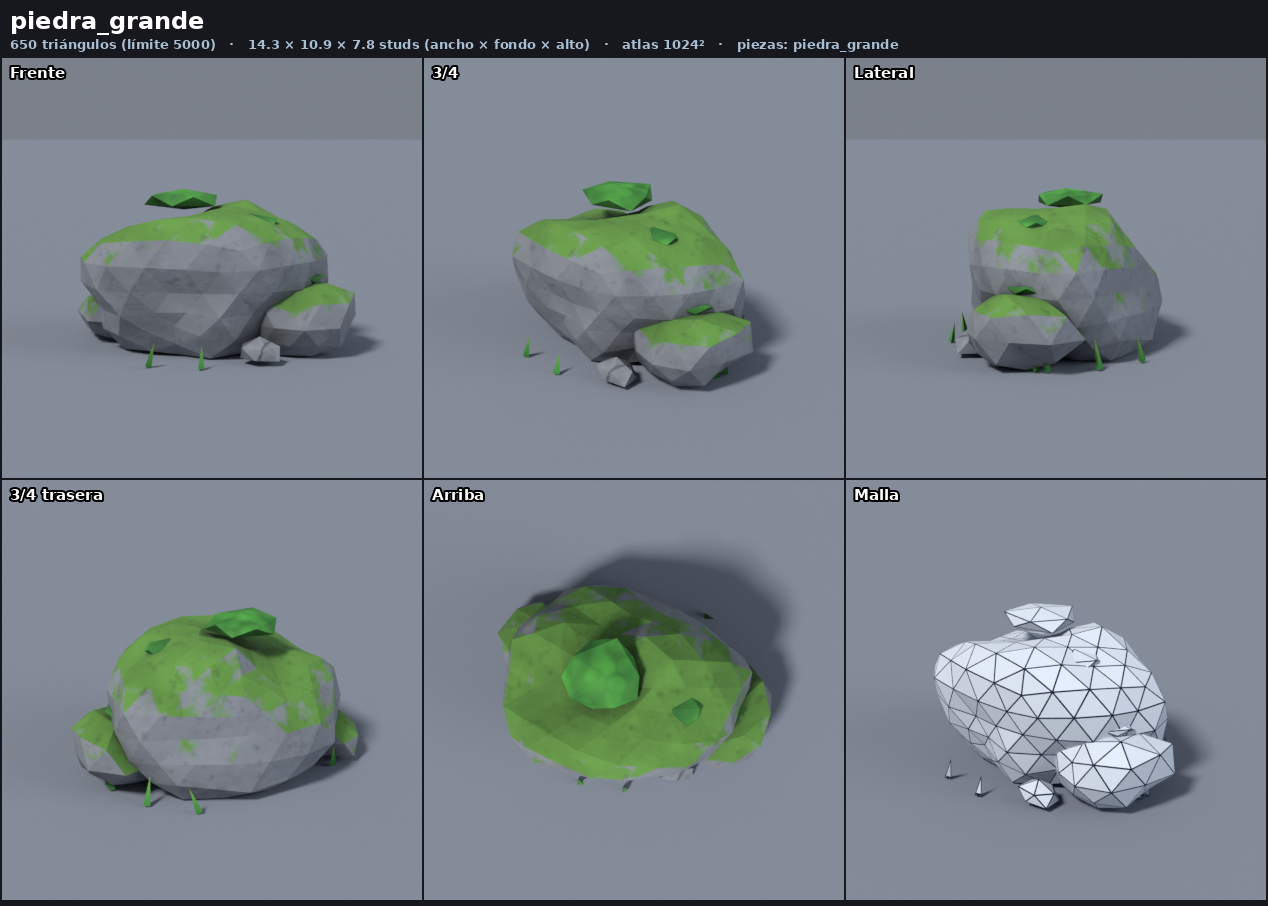 piedra_grande
650 triángulos (límite 5000) · 14.3 × 10.9 × 7.8 studs (ancho × fondo × alto) · atlas 1024² · piezas: piedra_grande
Frente
3/4
Lateral
3/4 trasera
Arriba
Malla